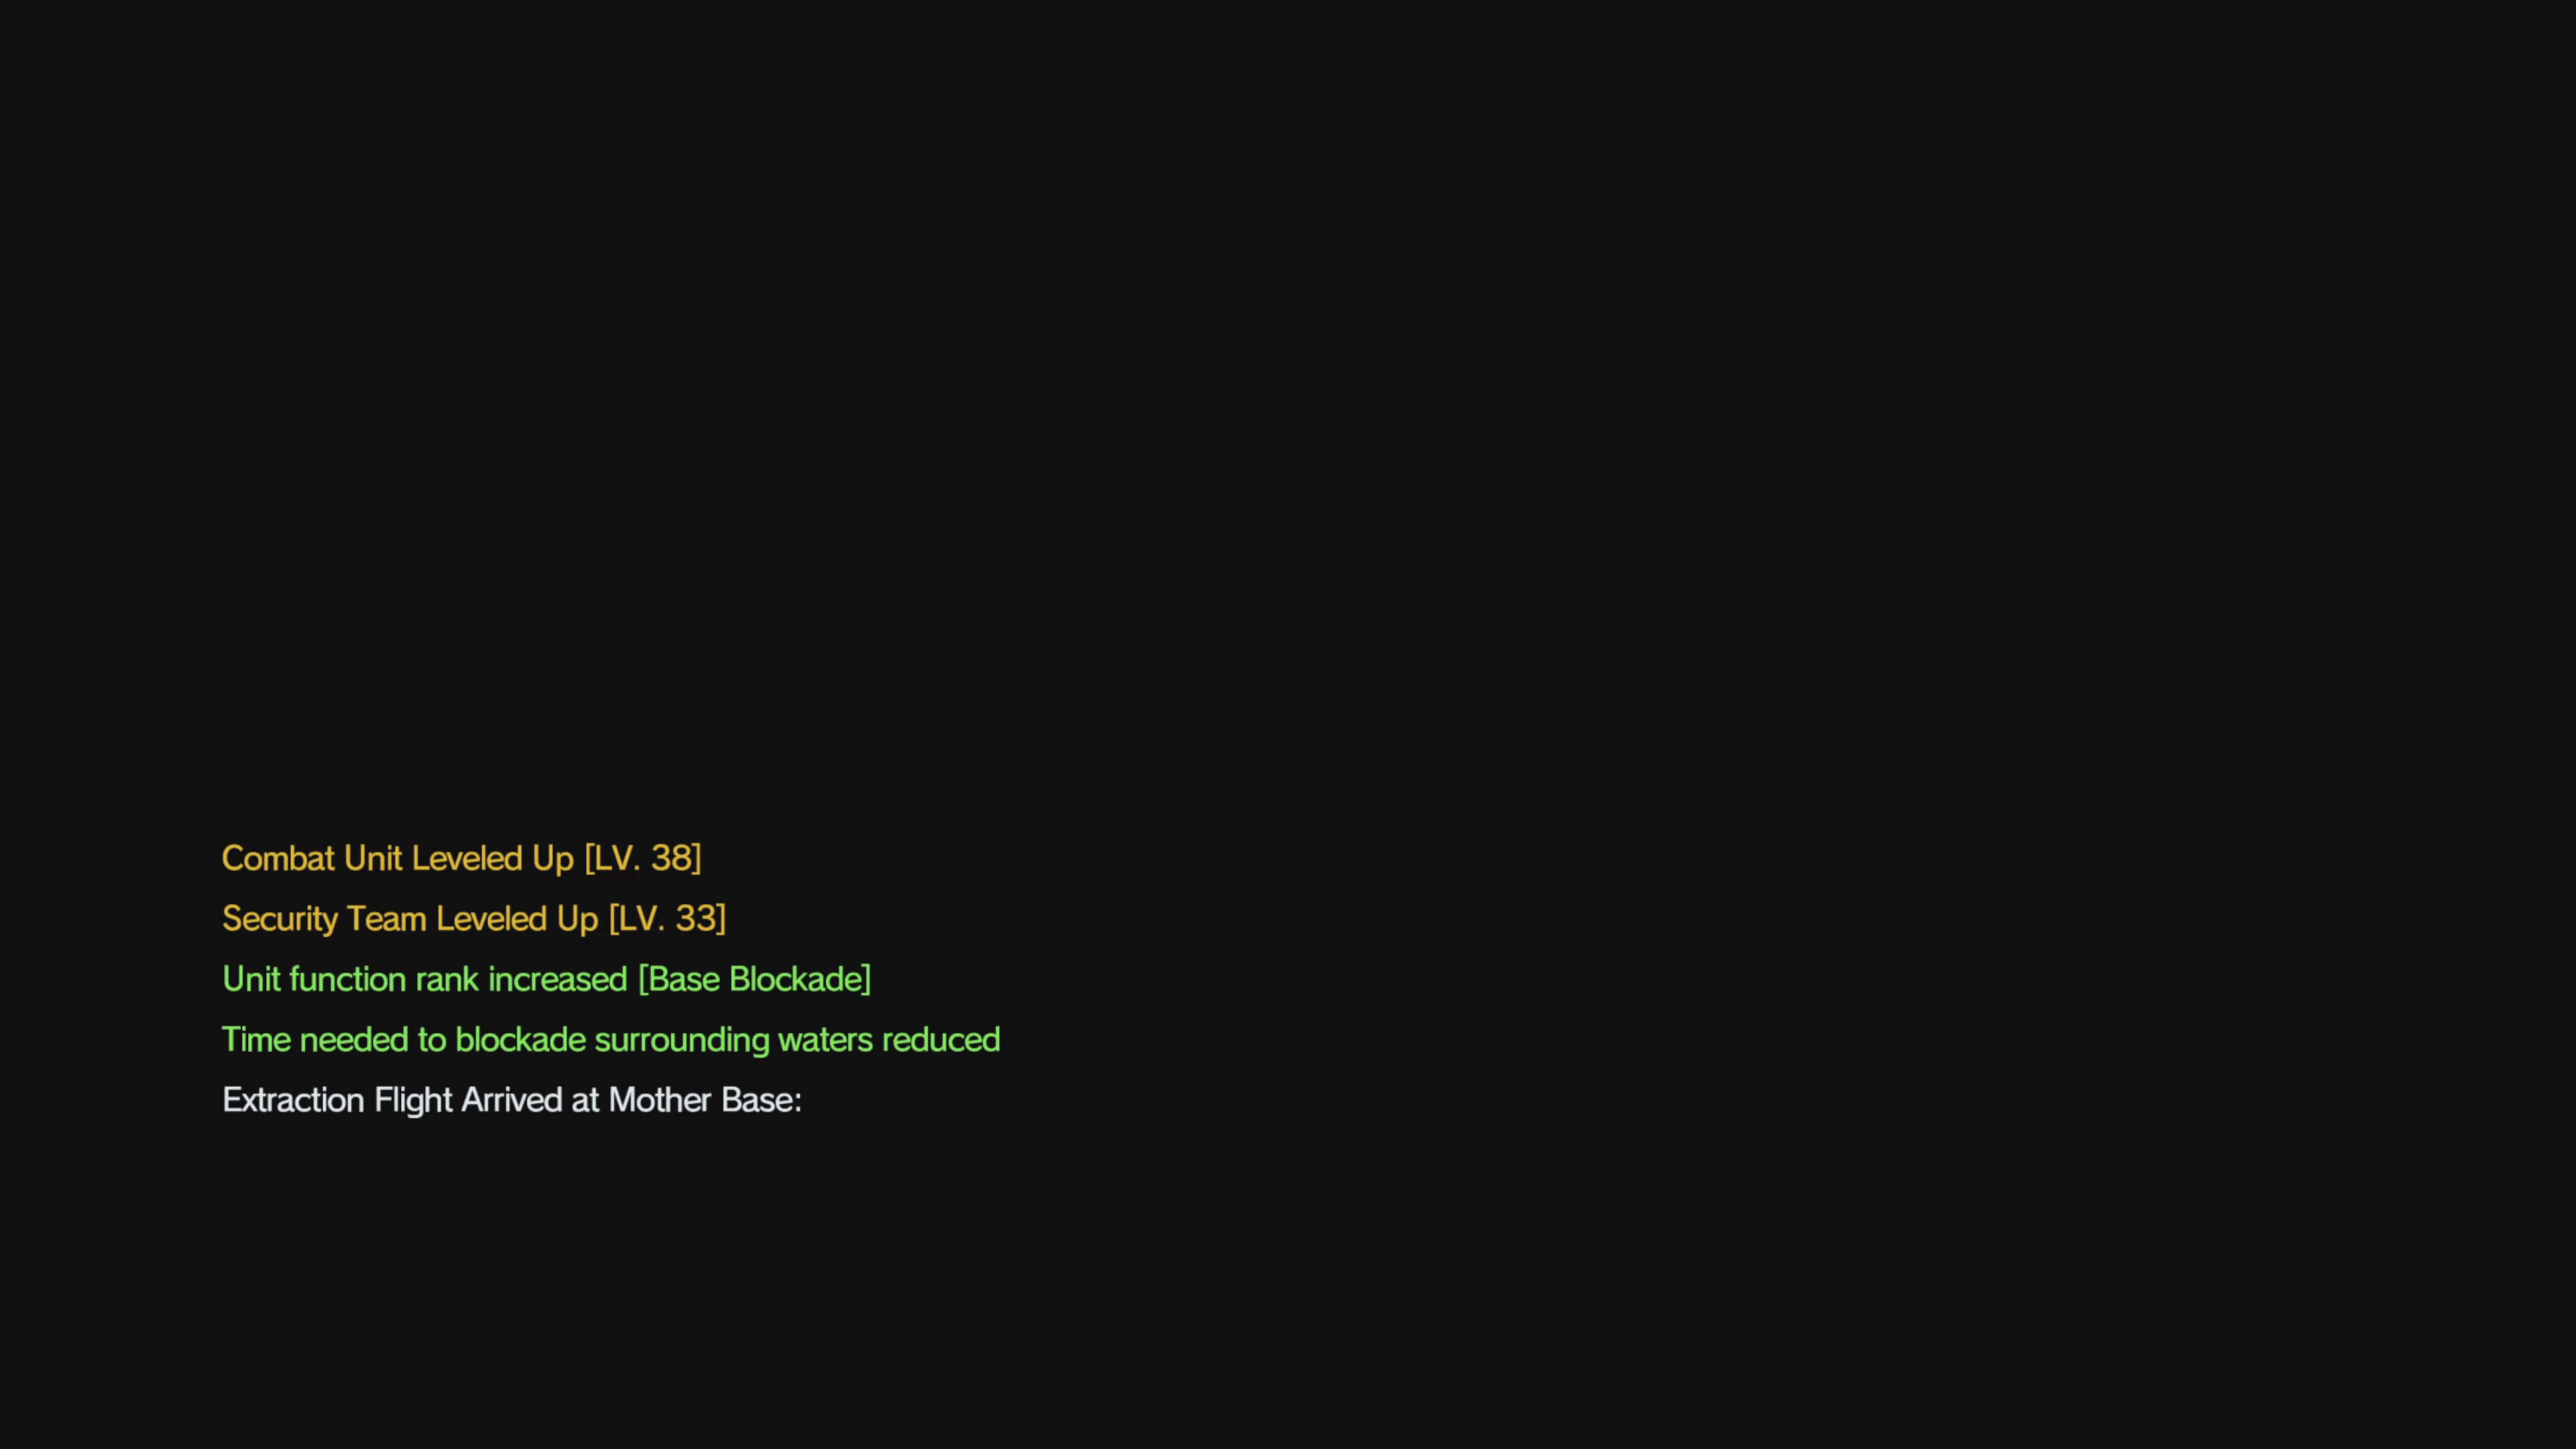 Combat Unit Leveled Up [LV. 38]
Security Team Leveled Up [LV. 33]
Unit function rank increased [Base Blockade]
Time needed to blockade surrounding waters reduced
Extraction Flight Arrived at Mother Base: